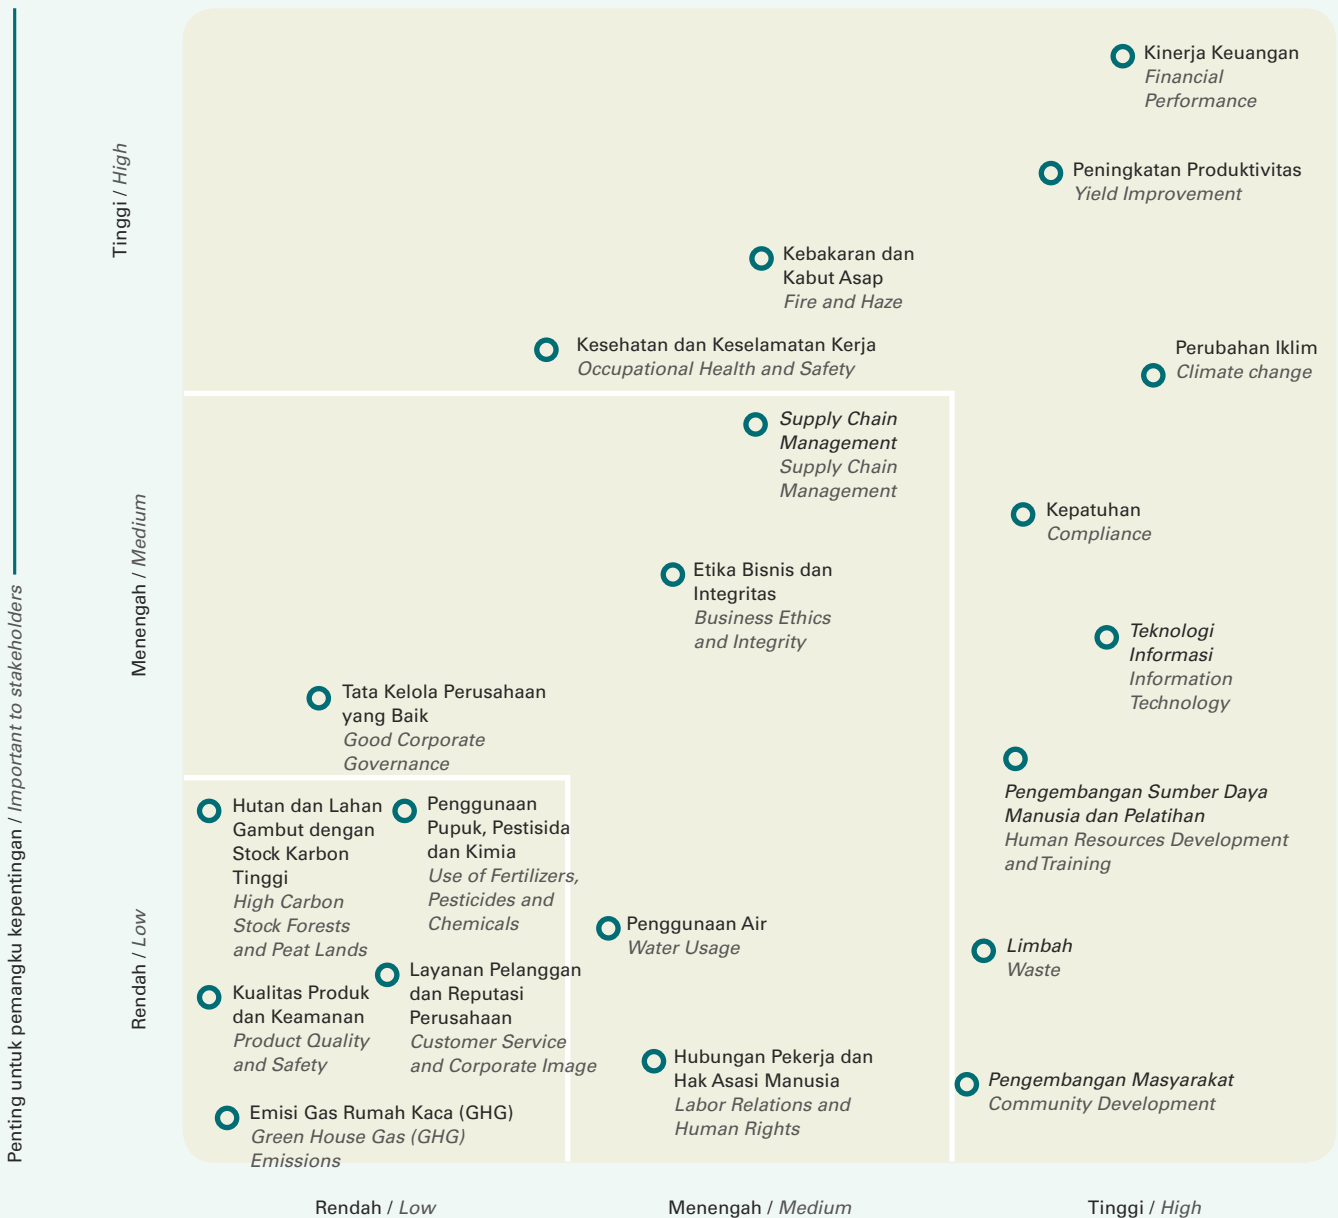 Penting untuk pemangku kepentingan / Important to stakeholders
Tinggi / High
Menengah / Medium
Rendah / Low
Kinerja Keuangan
Financial
Performance
Peningkatan Produktivitas
Yield Improvement
Kebakaran dan
Kabut Asap
Fire and Haze
Kesehatan dan Keselamatan Kerja
Occupational Health and Safety
Perubahan Iklim
Climate change
Supply Chain
Management
Supply Chain
Management
Kepatuhan
Compliance
Etika Bisnis dan
Integritas
Business Ethics
and Integrity
Teknologi
Informasi
Information
Technology
Tata Kelola Perusahaan
yang Baik
Good Corporate
Governance
Pengembangan Sumber Daya
Manusia dan Pelatihan
Human Resources Development
and Training
Hutan dan Lahan
Gambut dengan
Stock Karbon
Tinggi
High Carbon
Stock Forests
and Peat Lands
Penggunaan
Pupuk, Pestisida
dan Kimia
Use of Fertilizers,
Pesticides and
Chemicals
Penggunaan Air
Water Usage
Limbah
Waste
Kualitas Produk
dan Keamanan
Product Quality
and Safety
Layanan Pelanggan
dan Reputasi
Perusahaan
Customer Service
and Corporate Image
Hubungan Pekerja dan
Hak Asasi Manusia
Labor Relations and
Human Rights
Pengembangan Masyarakat
Community Development
Emisi Gas Rumah Kaca (GHG)
Green House Gas (GHG)
Emissions
Rendah / Low
Menengah / Medium
Tinggi / High